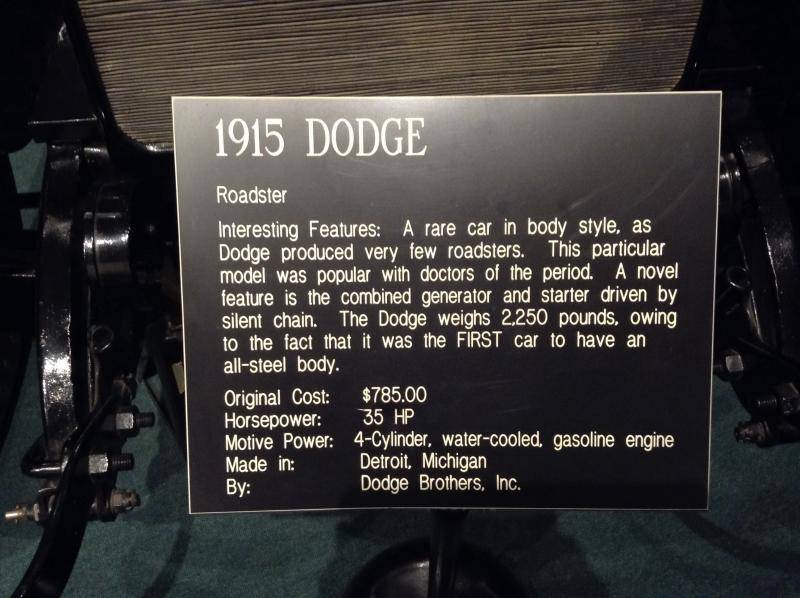 1915 DODGE
Roadster
Interesting Features: A rare car in body style, as
Dodge produced very few roadsters. This particular
model was popular with doctors of the period. A novel
feature is the combined generator and starter driven by
silent chain. The Dodge weighs 2,250 pounds, owing
to the fact that it was the FIRST car to have an
all-steel body.
Original Cost: $785.00
Horsepower: 35 HP
Motive Power: 4-Cylinder, water-cooled, gasoline engine
Made in: Detroit, Michigan
By: Dodge Brothers, Inc.